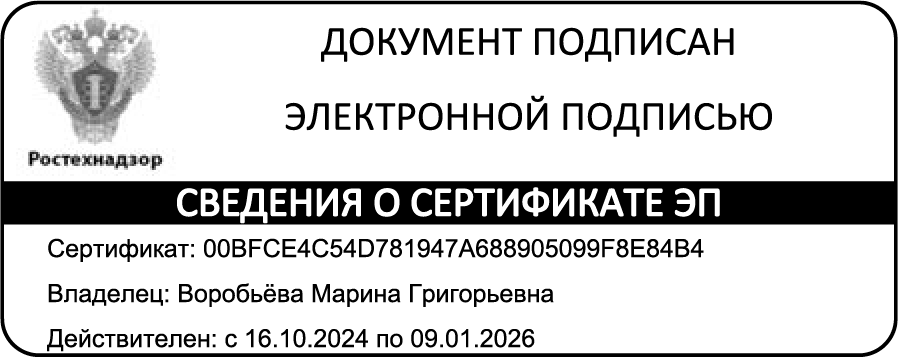 ДОКУМЕНТ ПОДПИСАН
ЭЛЕКТРОННОЙ ПОДПИСЬЮ
Ростехнадзор
СВЕДЕНИЯ О СЕРТИФИКАТЕ ЭП
Сертификат: 00BFCE4C54D781947A688905099F8E84B4
Владелец: Воробьёва Марина Григорьевна
Действителен: с 16.10.2024 по 09.01.2026